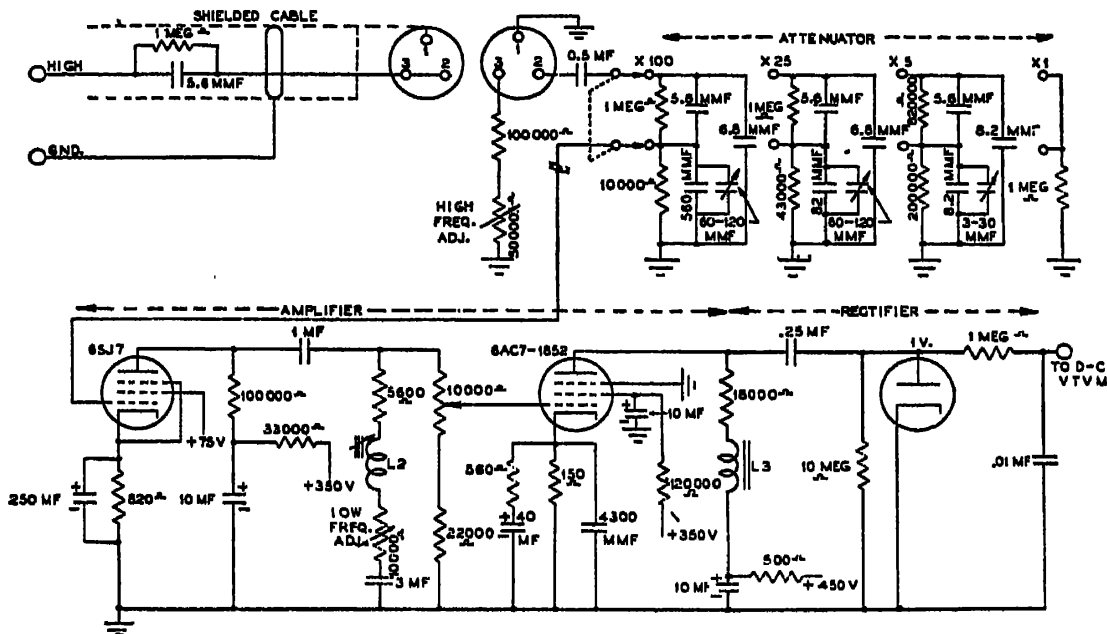 SHIELDED CABLE
1 MEG Ω
HIGH
5.6 MMF
GND.
1
3
2
1
3
2
0.5 MF
100000 Ω
HIGH
FREQ.
ADJ.
50000 Ω
ATTENUATOR
X 100
X 25
X 5
X 1
1 MEG Ω
5.6 MMF
6.8 MMF
10000 Ω
560 MMF
60-120
MMF
1 MEG
Ω
5.6 MMF
6.8 MMF
43000 Ω
82 MMF
60-120
MMF
820000 Ω
5.6 MMF
8.2 MMF
200000 Ω
8.2 MMF
3-30
MMF
1 MEG
Ω
AMPLIFIER
RECTIFIER
6SJ7
1 MF
6AC7-1852
.25 MF
1 V.
1 MEG Ω
TO D-C
VTVM
100000 Ω
5600
Ω
10000 Ω
+75V
33000 Ω
+350V
L2
10 MF
18000 Ω
L3
.250 MF
820 Ω
10 MF
LOW
FREQ.
ADJ.
10000 Ω
3 MF
22000
Ω
560
Ω
40
MF
150
Ω
4300
MMF
120000
Ω
+350V
10 MEG
Ω
.01 MF
500 Ω
+450V
10 MF